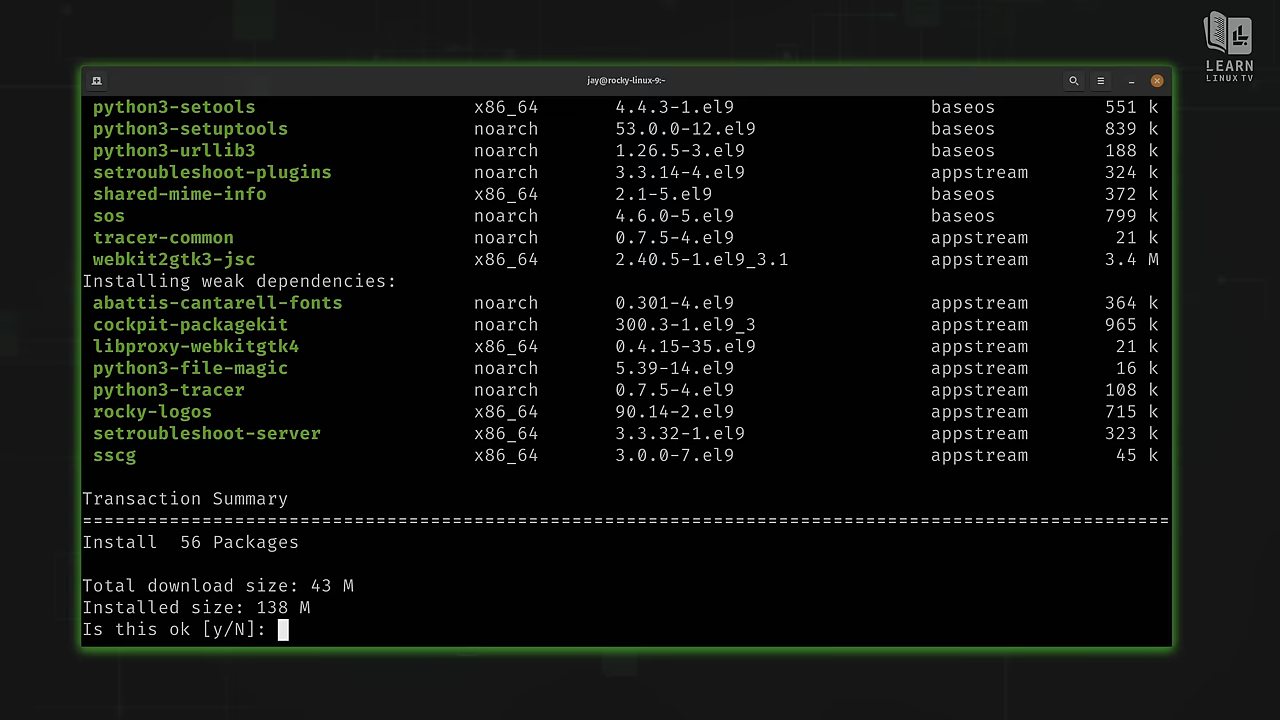 LEARN
LINUX TV
jay@rocky-linux-9:~
python3-setools x86_64 4.4.3-1.el9 baseos 551 k
python3-setuptools noarch 53.0.0-12.el9 baseos 839 k
python3-urllib3 noarch 1.26.5-3.el9 baseos 188 k
setroubleshoot-plugins noarch 3.3.14-4.el9 appstream 324 k
shared-mime-info x86_64 2.1-5.el9 baseos 372 k
sos noarch 4.6.0-5.el9 baseos 799 k
tracer-common noarch 0.7.5-4.el9 appstream 21 k
webkit2gtk3-jsc x86_64 2.40.5-1.el9_3.1 appstream 3.4 M
Installing weak dependencies:
abattis-cantarell-fonts noarch 0.301-4.el9 appstream 364 k
cockpit-packagekit noarch 300.3-1.el9_3 appstream 965 k
libproxy-webkitgtk4 x86_64 0.4.15-35.el9 appstream 21 k
python3-file-magic noarch 5.39-14.el9 appstream 16 k
python3-tracer noarch 0.7.5-4.el9 appstream 108 k
rocky-logos x86_64 90.14-2.el9 appstream 715 k
setroubleshoot-server x86_64 3.3.32-1.el9 appstream 323 k
sscg x86_64 3.0.0-7.el9 appstream 45 k
Transaction Summary
====================================================================================================
Install 56 Packages
Total download size: 43 M
Installed size: 138 M
Is this ok [y/N]: